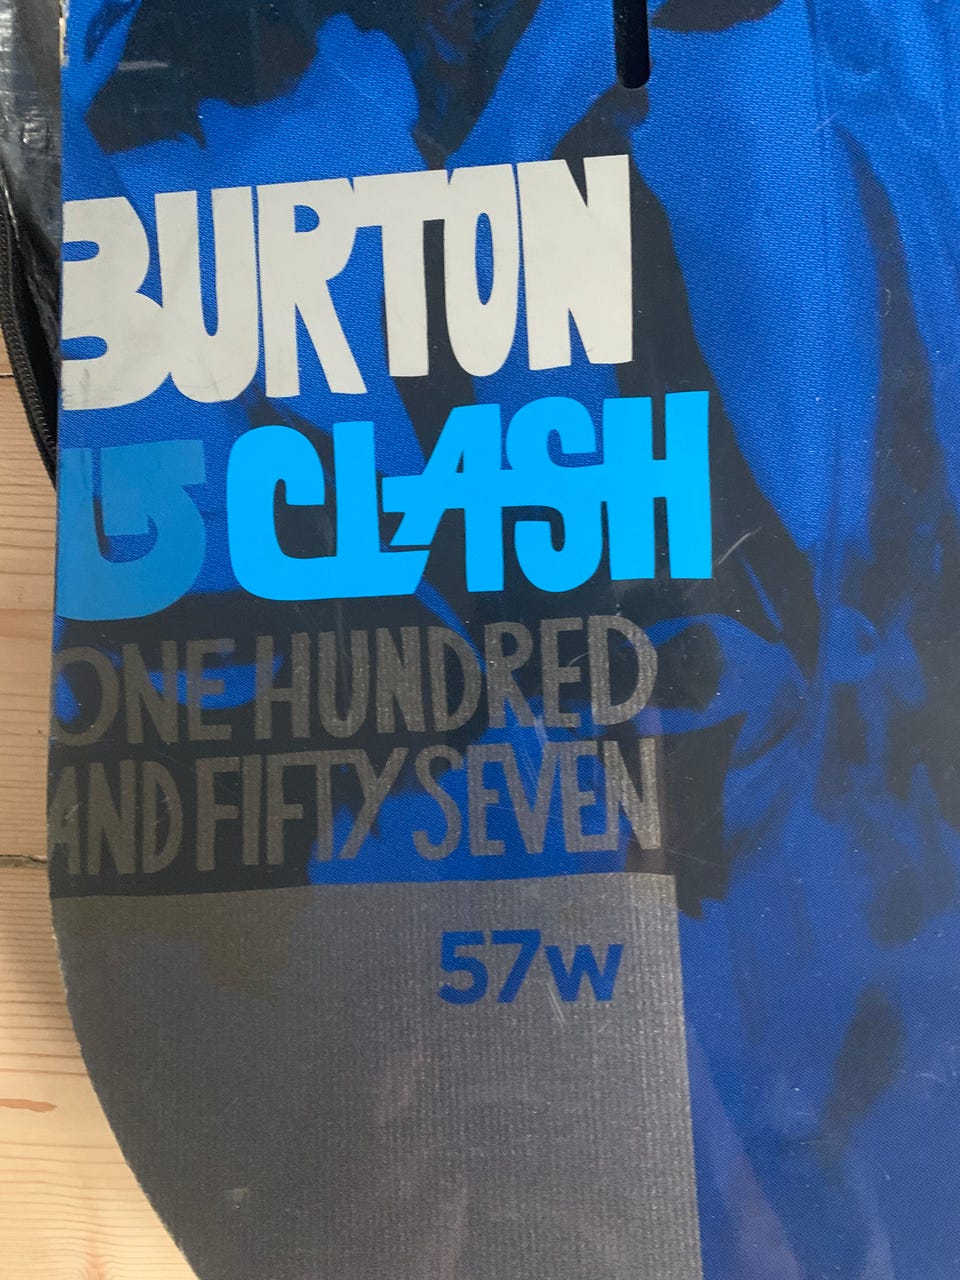 BURTON
CLASH
ONE HUNDRED
AND FIFTY SEVEN
57W